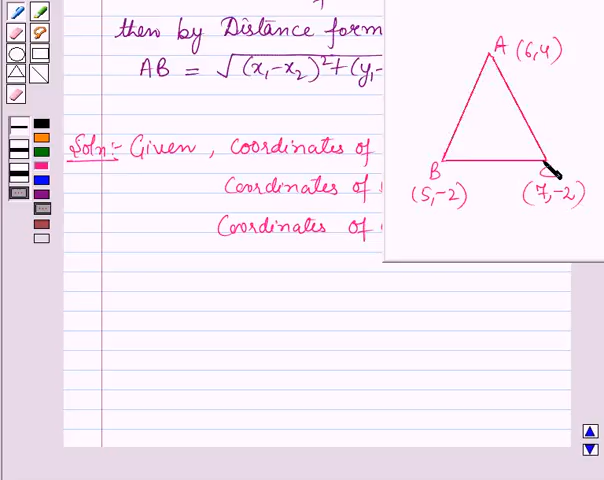 then by Distance form
AB = √(x₁-x₂)²+(y₁-
Soln:- Given, Coordinates of
Coordinates of
Coordinates of
A (6,4)
B
(5,-2)
C
(7,-2)